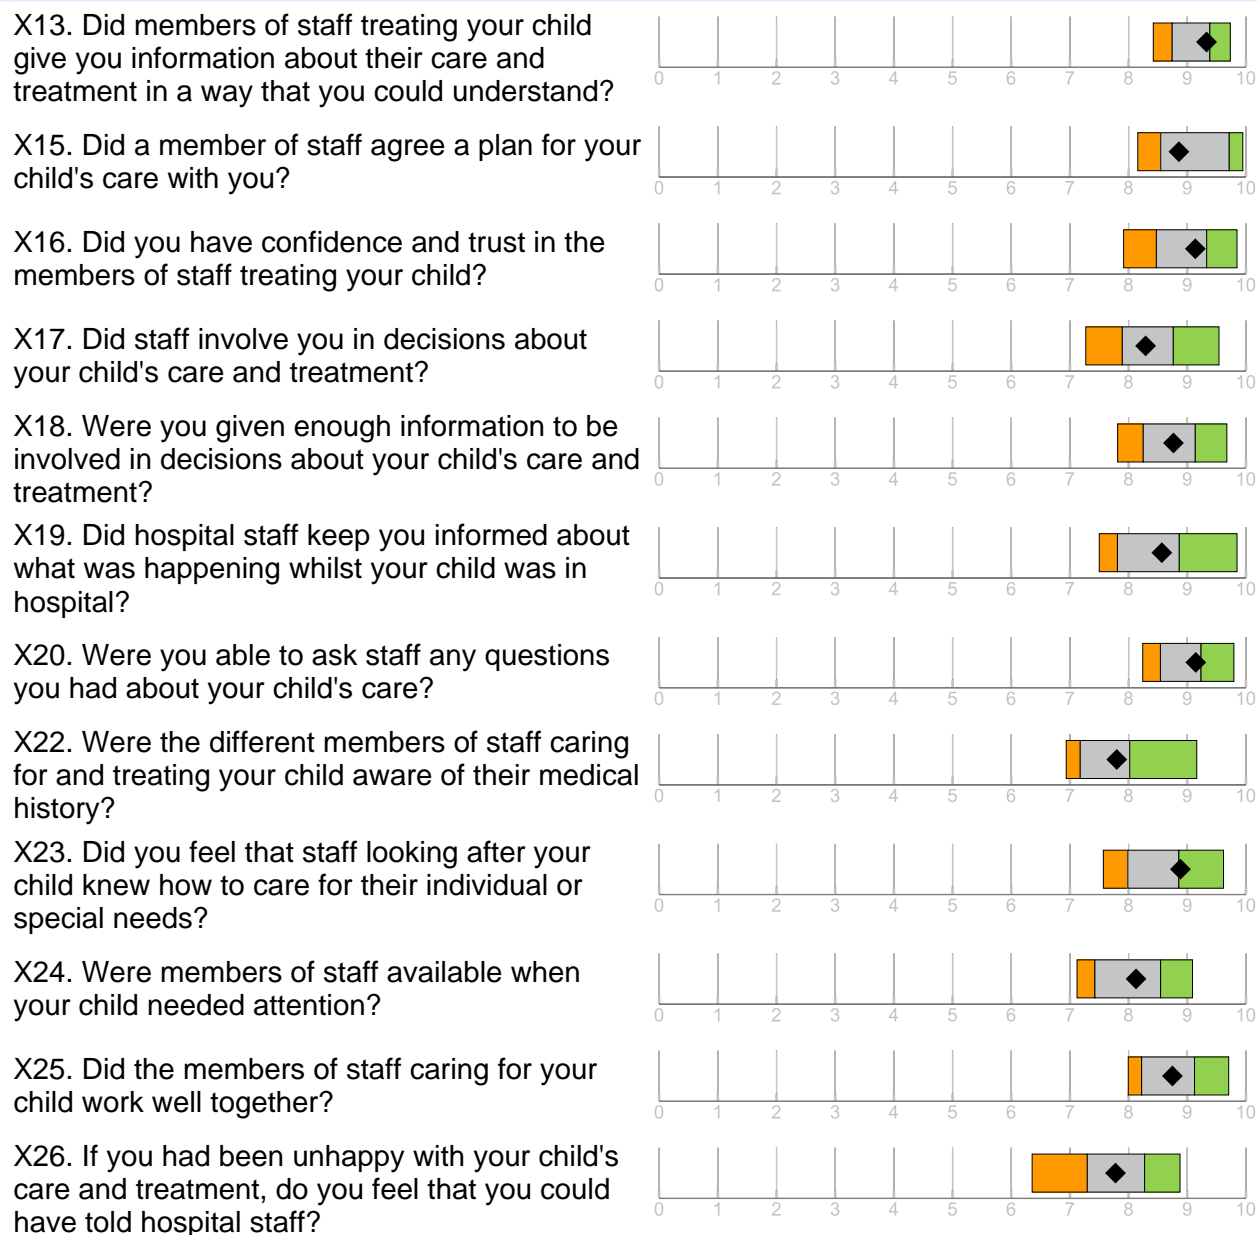 X13. Did members of staff treating your child
give you information about their care and
treatment in a way that you could understand?
0 1 2 3 4 5 6 7 8 9 10
X15. Did a member of staff agree a plan for your
child's care with you?
0 1 2 3 4 5 6 7 8 9 10
X16. Did you have confidence and trust in the
members of staff treating your child?
0 1 2 3 4 5 6 7 8 9 10
X17. Did staff involve you in decisions about
your child's care and treatment?
0 1 2 3 4 5 6 7 8 9 10
X18. Were you given enough information to be
involved in decisions about your child's care and
treatment?
0 1 2 3 4 5 6 7 8 9 10
X19. Did hospital staff keep you informed about
what was happening whilst your child was in
hospital?
0 1 2 3 4 5 6 7 8 9 10
X20. Were you able to ask staff any questions
you had about your child's care?
0 1 2 3 4 5 6 7 8 9 10
X22. Were the different members of staff caring
for and treating your child aware of their medical
history?
0 1 2 3 4 5 6 7 8 9 10
X23. Did you feel that staff looking after your
child knew how to care for their individual or
special needs?
0 1 2 3 4 5 6 7 8 9 10
X24. Were members of staff available when
your child needed attention?
0 1 2 3 4 5 6 7 8 9 10
X25. Did the members of staff caring for your
child work well together?
0 1 2 3 4 5 6 7 8 9 10
X26. If you had been unhappy with your child's
care and treatment, do you feel that you could
have told hospital staff?
0 1 2 3 4 5 6 7 8 9 10